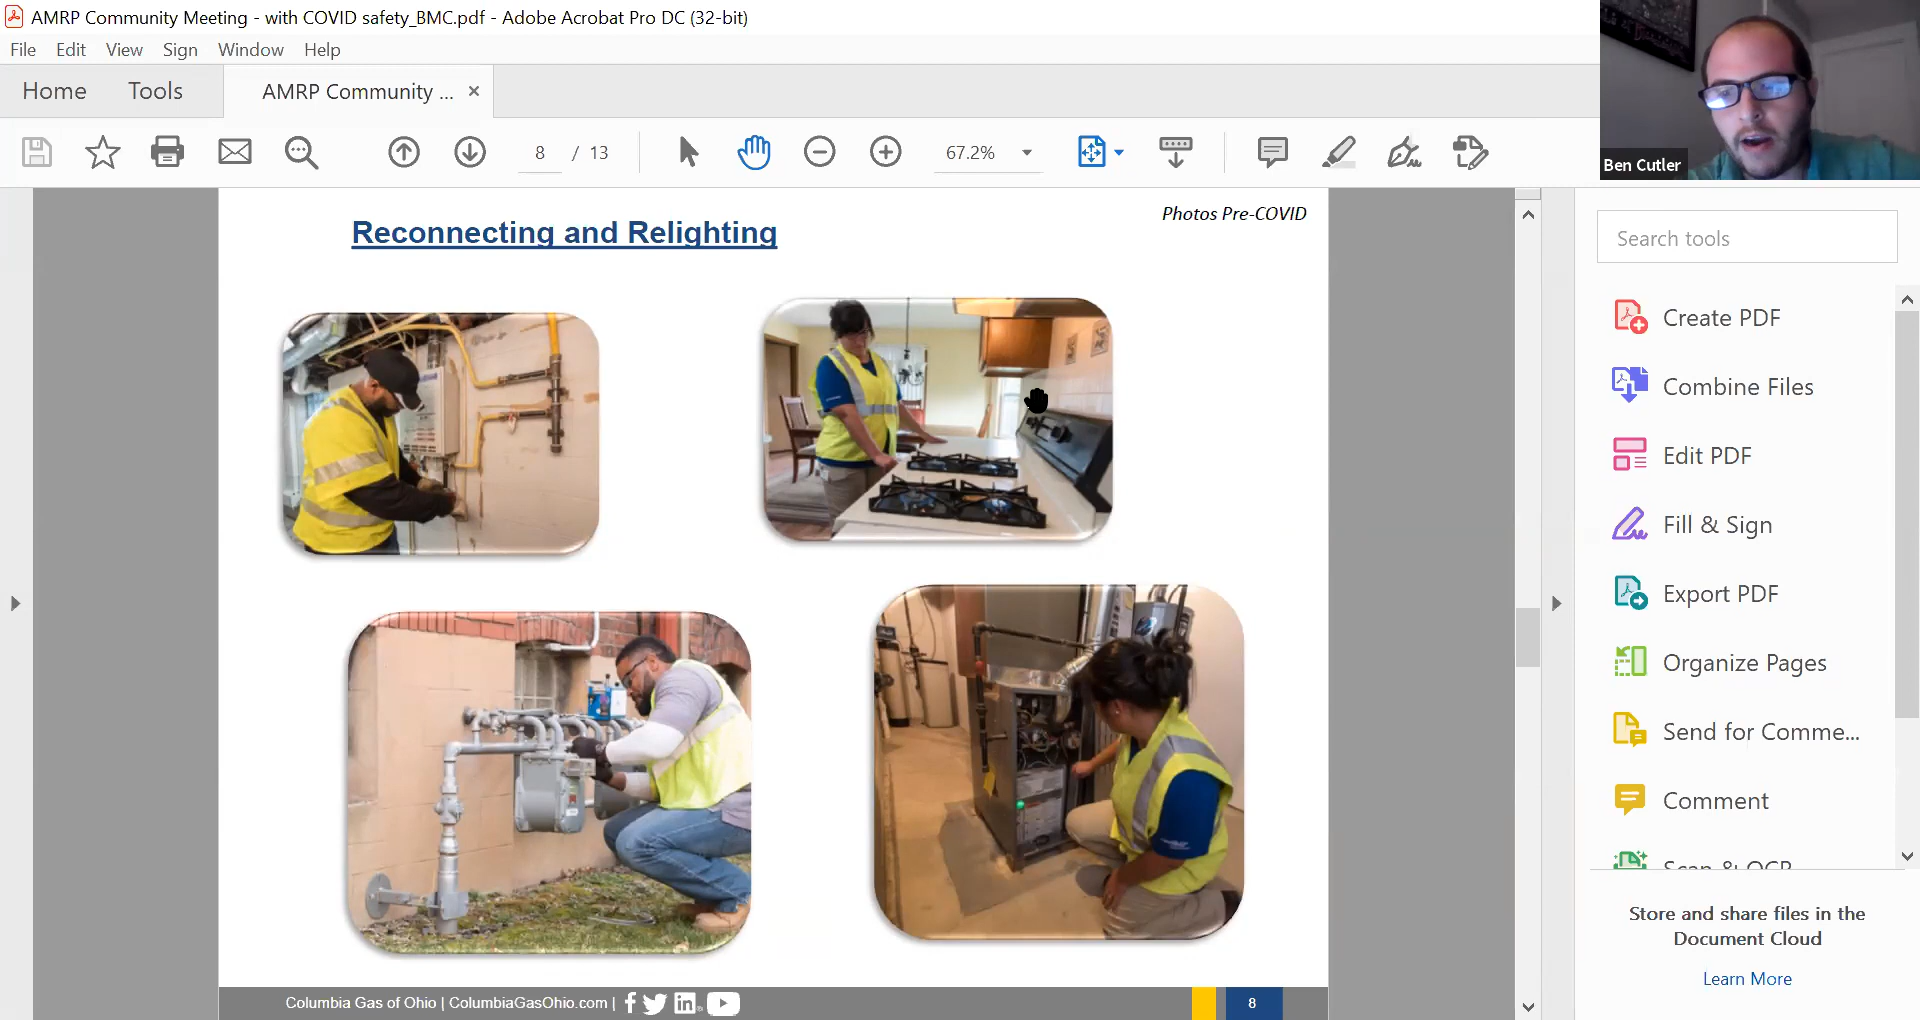 AMRP Community Meeting - with COVID safety_BMC.pdf - Adobe Acrobat Pro DC (32-bit)
File Edit View Sign Window Help
Home Tools AMRP Community ... ×
8 / 13 67.2%
Ben Cutler
Reconnecting and Relighting
Photos Pre-COVID
Columbia Gas of Ohio | ColumbiaGasOhio.com |
8
Search tools
Create PDF
Combine Files
Edit PDF
Fill & Sign
Export PDF
Organize Pages
Send for Comme...
Comment
Scan & OCR
Store and share files in the
Document Cloud
Learn More